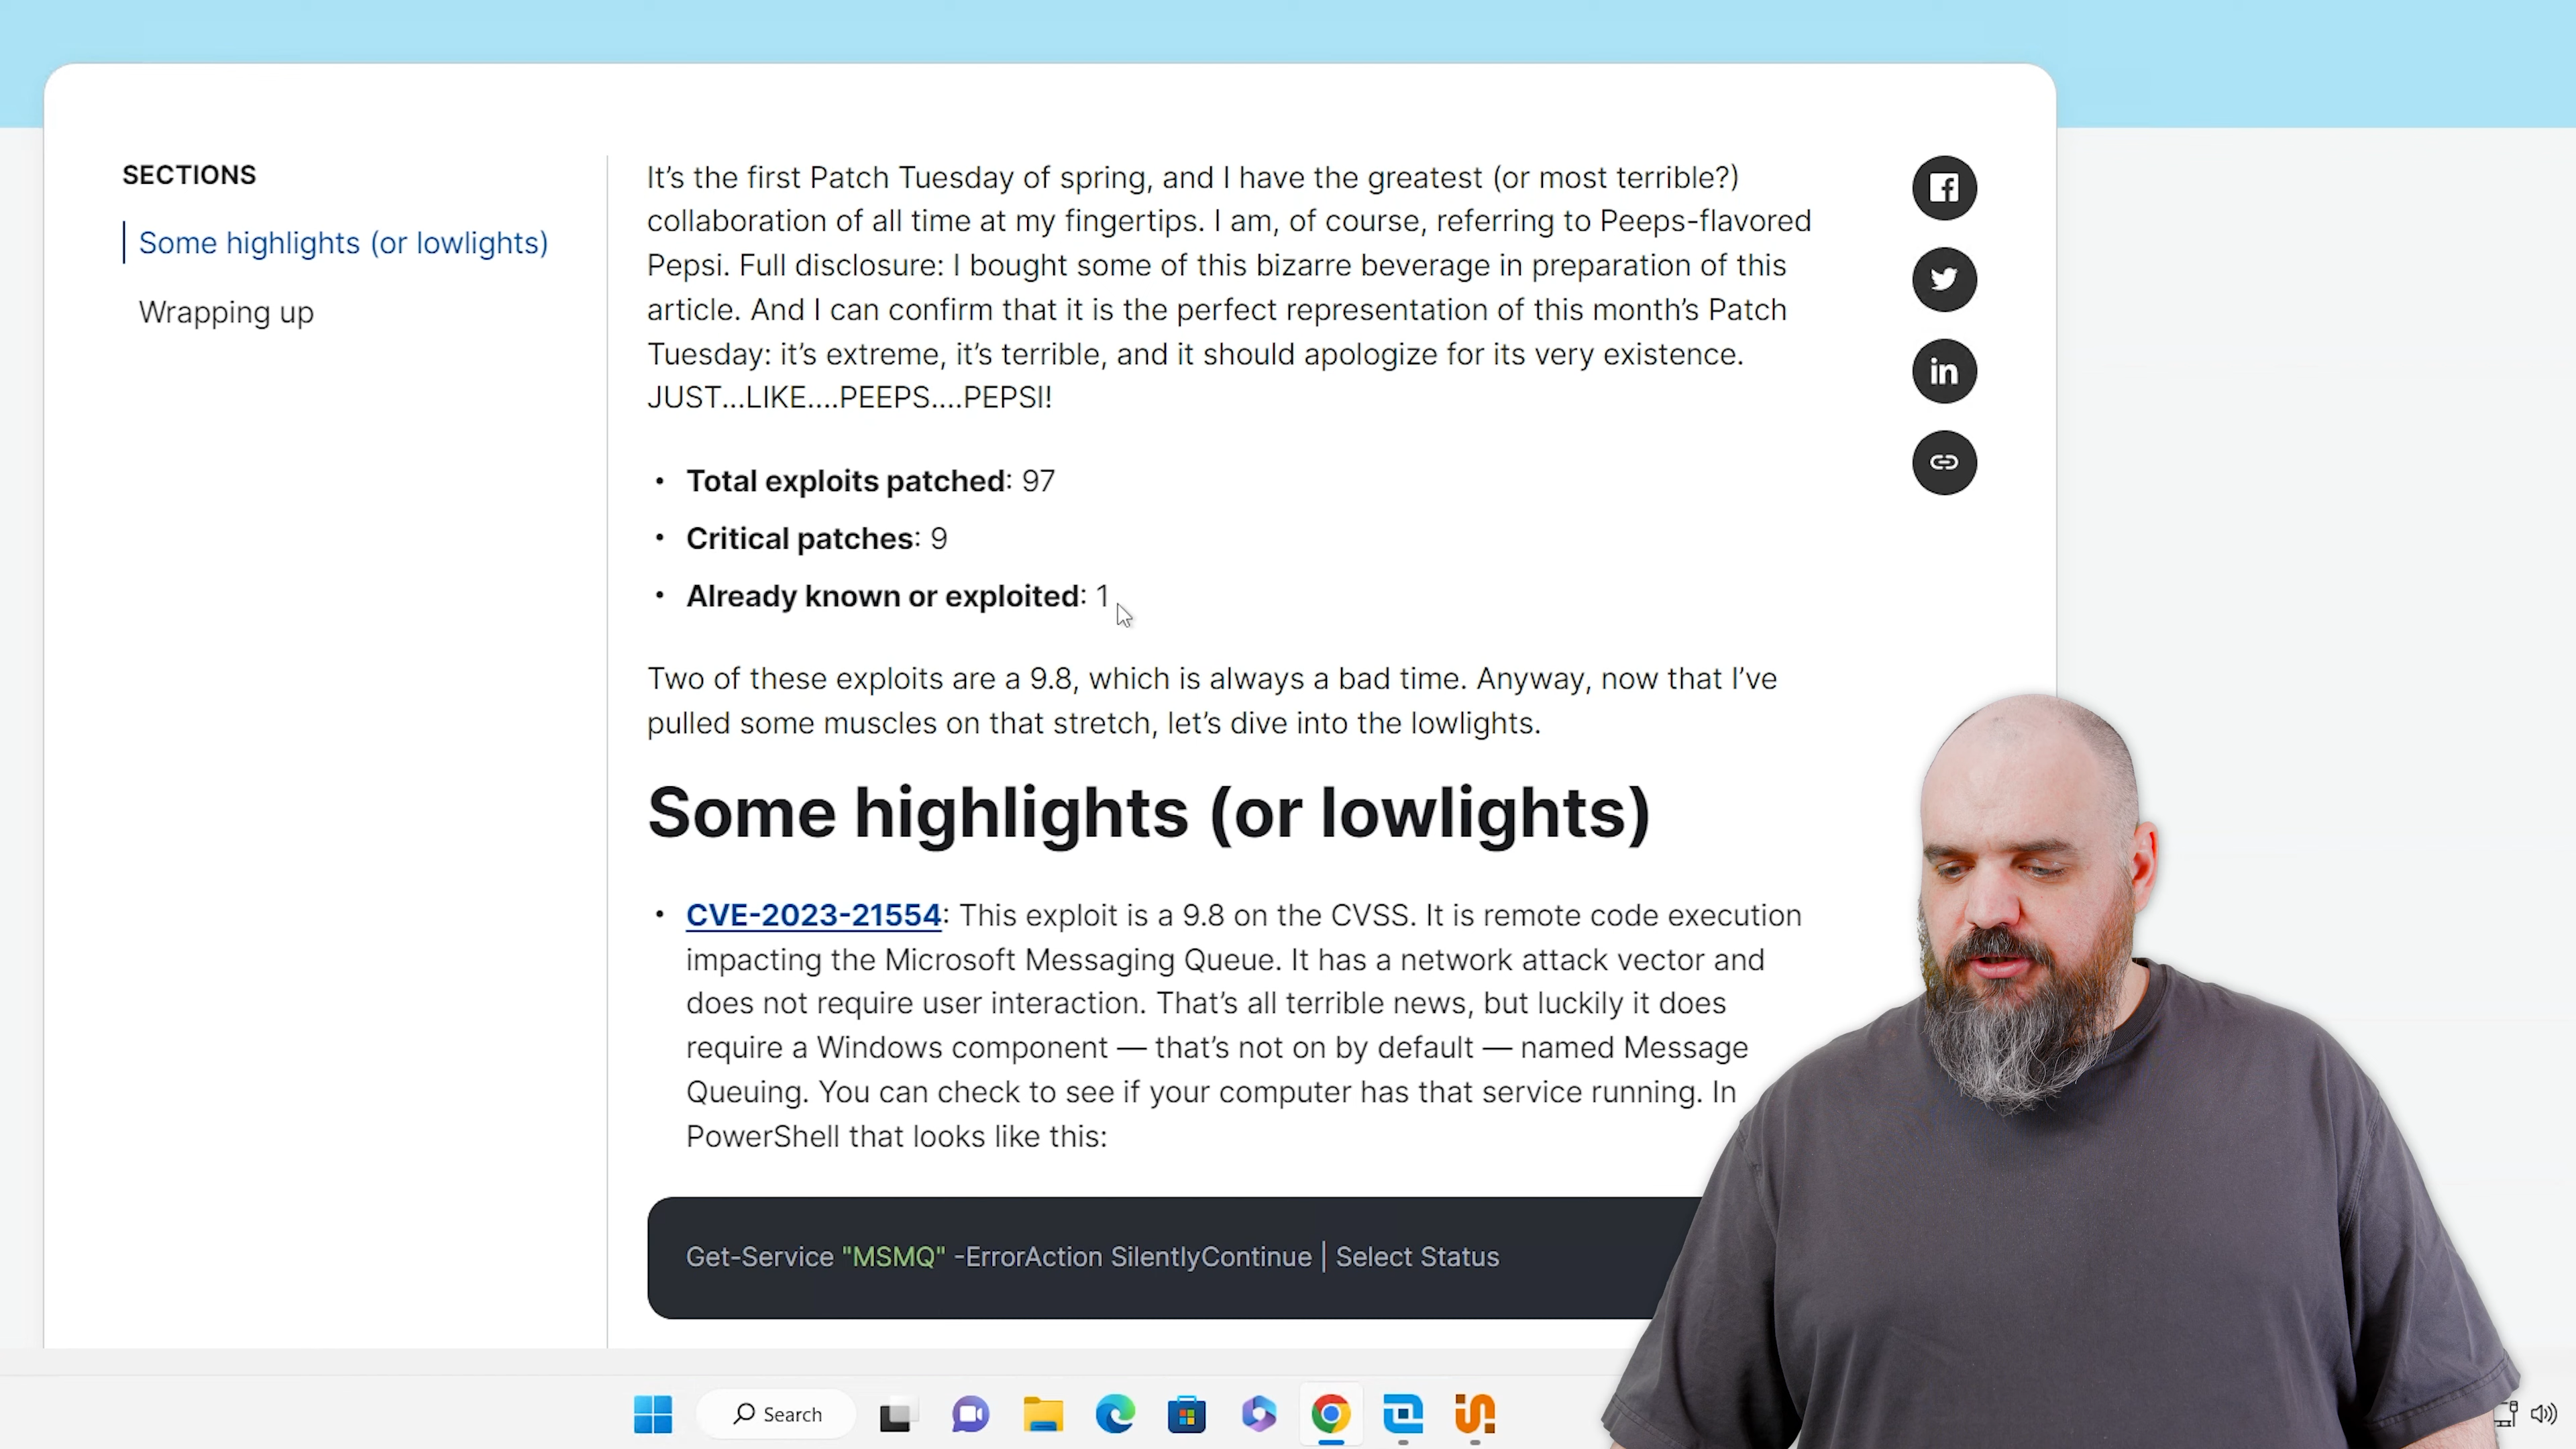 SECTIONS
Some highlights (or lowlights)
Wrapping up
It's the first Patch Tuesday of spring, and I have the greatest (or most terrible?)
collaboration of all time at my fingertips. I am, of course, referring to Peeps-flavored
Pepsi. Full disclosure: I bought some of this bizarre beverage in preparation of this
article. And I can confirm that it is the perfect representation of this month's Patch
Tuesday: it's extreme, it's terrible, and it should apologize for its very existence.
JUST...LIKE....PEEPS....PEPSI!
• Total exploits patched: 97
• Critical patches: 9
• Already known or exploited: 1
Two of these exploits are a 9.8, which is always a bad time. Anyway, now that I've
pulled some muscles on that stretch, let's dive into the lowlights.
Some highlights (or lowlights)
• CVE-2023-21554: This exploit is a 9.8 on the CVSS. It is remote code execution
impacting the Microsoft Messaging Queue. It has a network attack vector and
does not require user interaction. That's all terrible news, but luckily it does
require a Windows component — that's not on by default — named Message
Queuing. You can check to see if your computer has that service running. In
PowerShell that looks like this:
Get-Service "MSMQ" -ErrorAction SilentlyContinue | Select Status
Search
in